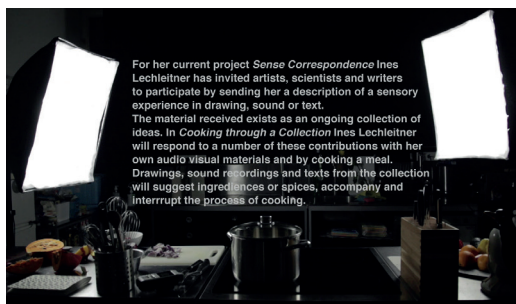 For her current project Sense Correspondence Ines
Lechleitner has invited artists, scientists and writers
to participate by sending her a description of a sensory
experience in drawing, sound or text.
The material received exists as an ongoing collection of
ideas. In Cooking through a Collection Ines Lechleitner
will respond to a number of these contributions with her
own audio visual materials and by cooking a meal.
Drawings, sound recordings and texts from the collection
will suggest ingrediences or spices, accompany and
interrrupt the process of cooking.